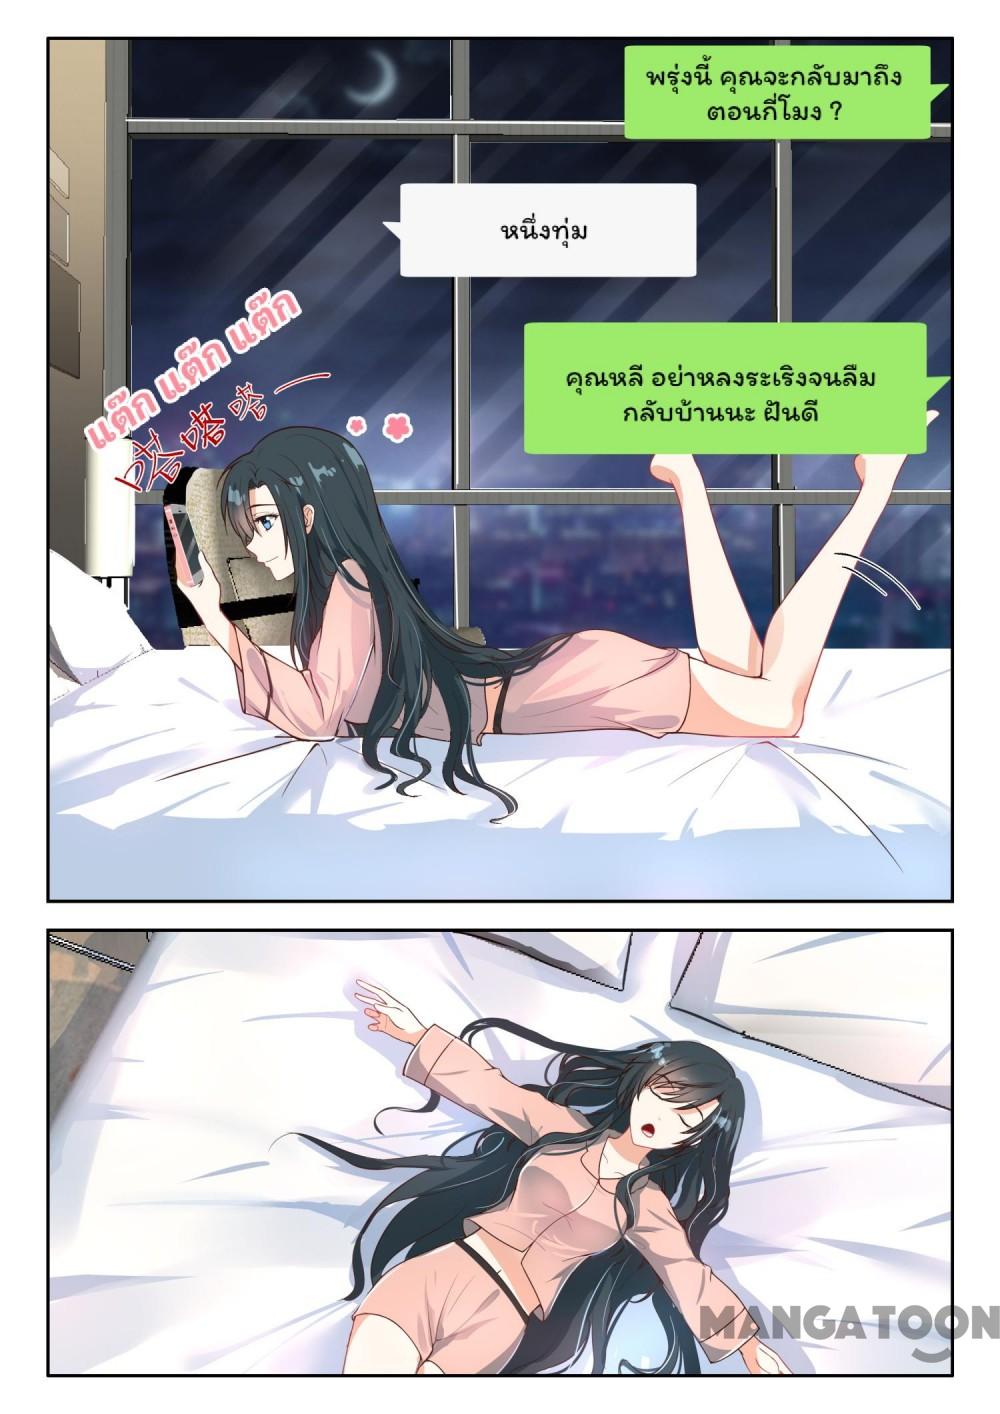 พรุ่งนี้ คุณจะกลับมาถึง
ตอนกี่โมง ?
หนึ่งทุ่ม
แต๊ก แต๊ก แต๊ก
嗒嗒嗒一
คุณหลี อย่าหลงระเริงจนลืม
กลับบ้านนะ ฝันดี
MANGATOON